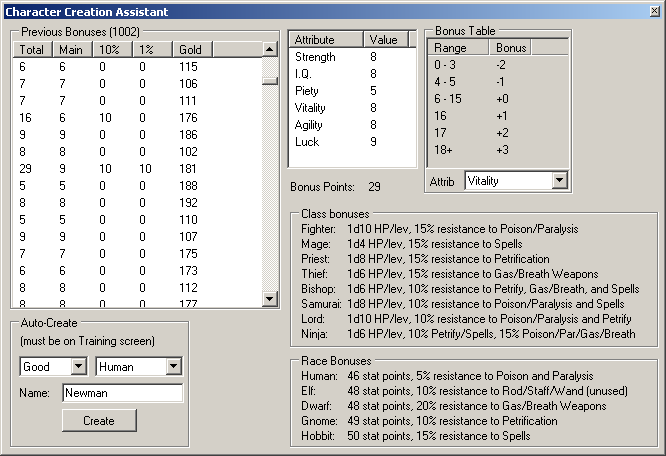 Character Creation Assistant
Previous Bonuses (1002)
Total Main 10% 1% Gold
6 6 0 0 115
7 7 0 0 106
7 7 0 0 111
16 6 10 0 176
9 9 0 0 186
8 8 0 0 102
29 9 10 10 181
5 5 0 0 188
8 8 0 0 192
5 5 0 0 110
9 9 0 0 107
7 7 0 0 175
6 6 0 0 173
8 8 0 0 112
8 8 0 0 177
Attribute Value
Strength 8
I.Q. 8
Piety 5
Vitality 8
Agility 8
Luck 9
Bonus Points: 29
Bonus Table
Range Bonus
0 - 3 -2
4 - 5 -1
6 - 15 +0
16 +1
17 +2
18+ +3
Attrib Vitality
Class bonuses
Fighter: 1d10 HP/lev, 15% resistance to Poison/Paralysis
Mage: 1d4 HP/lev, 15% resistance to Spells
Priest: 1d8 HP/lev, 15% resistance to Petrification
Thief: 1d6 HP/lev, 15% resistance to Gas/Breath Weapons
Bishop: 1d6 HP/lev, 10% resistance to Petrify, Gas/Breath, and Spells
Samurai: 1d8 HP/lev, 10% resistance to Poison/Paralysis and Spells
Lord: 1d10 HP/lev, 10% resistance to Paralysis and Petrify
Ninja: 1d6 HP/lev, 10% Petrify/Spells, 15% Poison/Par/Gas/Breath
Auto-Create
(must be on Training screen)
Good Human
Name: Newman
Create
Race Bonuses
Human: 46 stat points, 5% resistance to Poison and Paralysis
Elf: 48 stat points, 10% resistance to Rod/Staff/Wand (unused)
Dwarf: 48 stat points, 20% resistance to Gas/Breath Weapons
Gnome: 49 stat points, 10% resistance to Petrification
Hobbit: 50 stat points, 15% resistance to Spells